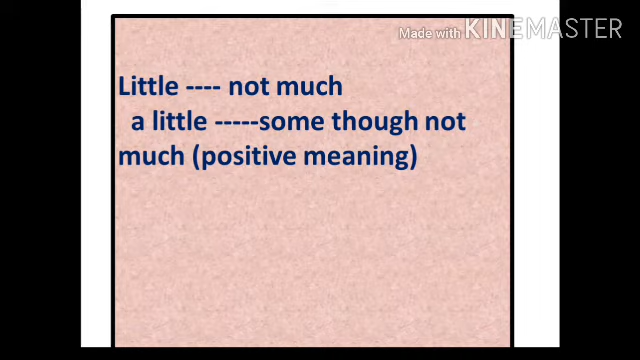 Made with KINEMASTER
Little ---- not much
a little -----some though not
much (positive meaning)